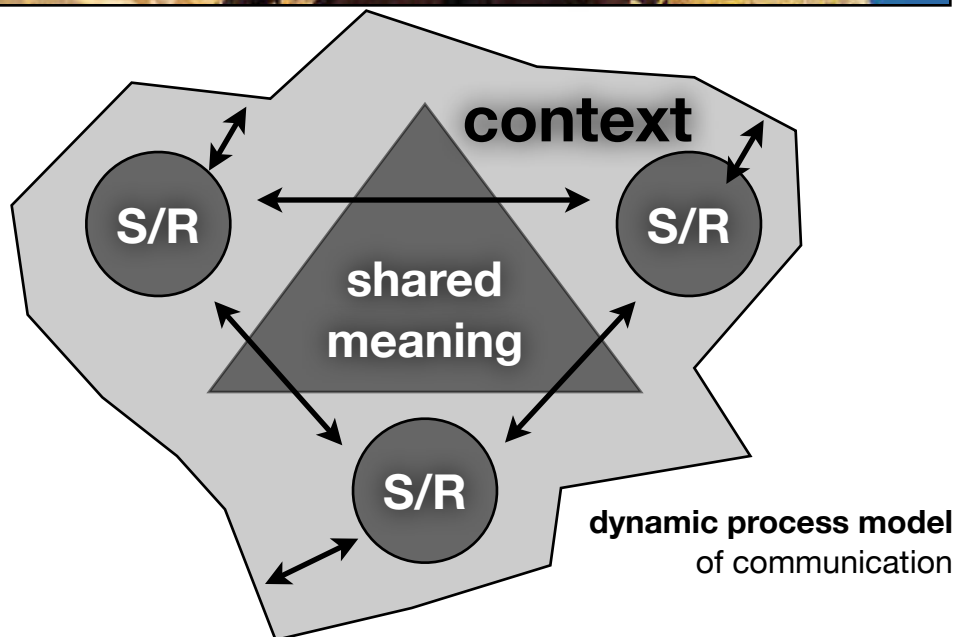 context
S/R
S/R
shared
meaning
S/R
dynamic process model
of communication